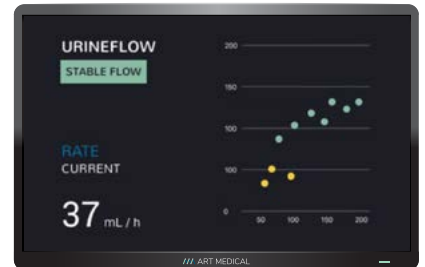 URINEFLOW
STABLE FLOW
RATE
CURRENT
37 mL / h
200
150
100
100
0
50 100 150 200
/// ART MEDICAL